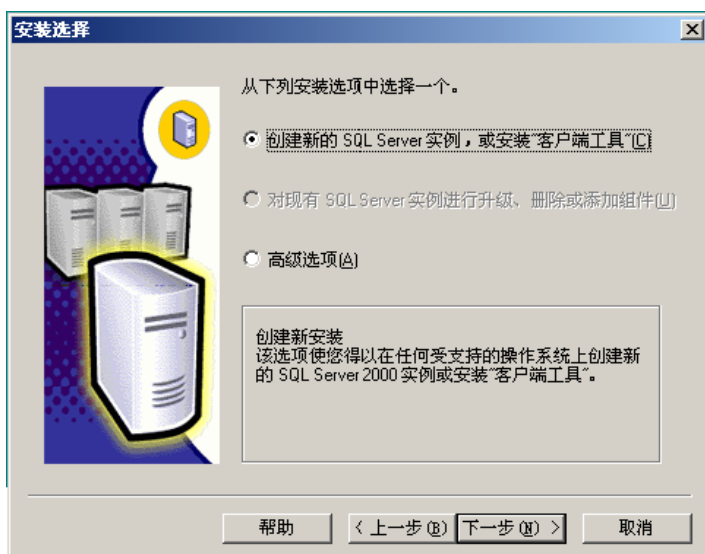 安装选择
从下列安装选项中选择一个。
创建新的 SQL Server 实例，或安装"客户端工具"(C)
对现有 SQL Server 实例进行升级、删除或添加组件(U)
高级选项(A)
创建新安装
该选项使您得以在任何受支持的操作系统上创建新
的 SQL Server 2000 实例或安装"客户端工具"。
帮助
< 上一步(B)
下一步(N) >
取消